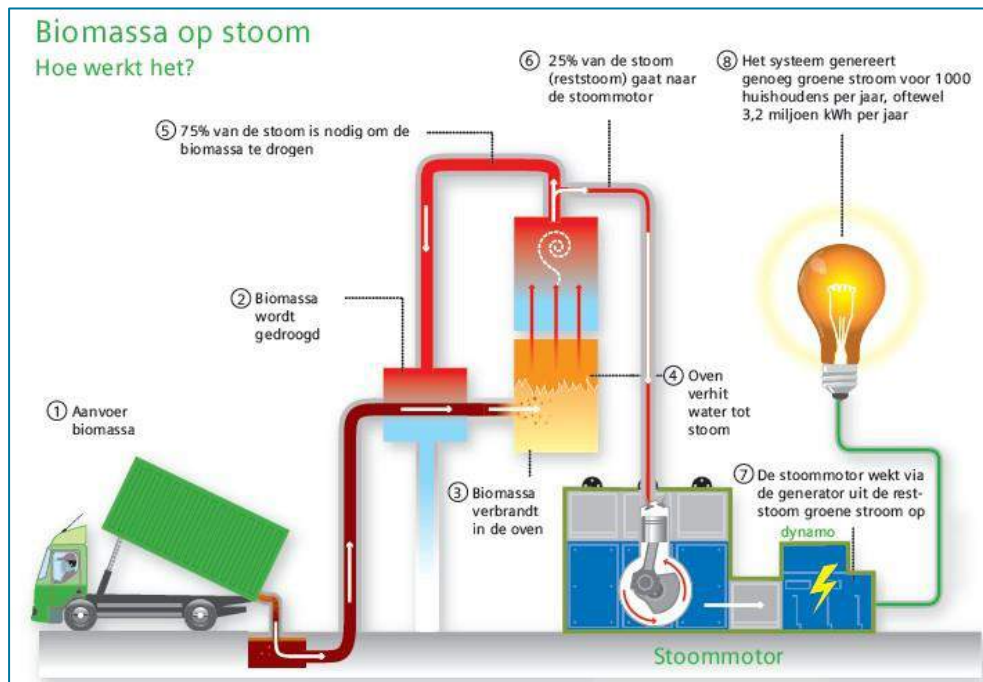 Biomassa op stoom
Hoe werkt het?
① Aanvoer
biomassa
② Biomassa
wordt
gedroogd
③ Biomassa
verbrandt
in de oven
④ Oven
verhit
water tot
stoom
⑤ 75% van de stoom is nodig om de
biomassa te drogen
⑥ 25% van de stoom
(reststoom) gaat naar
de stoommotor
⑦ De stoommotor wekt via
de generator uit de rest-
stoom groene stroom op
dynamo
⑧ Het systeem genereert
genoeg groene stroom voor 1000
huishoudens per jaar, oftewel
3,2 miljoen kWh per jaar
Stoommotor